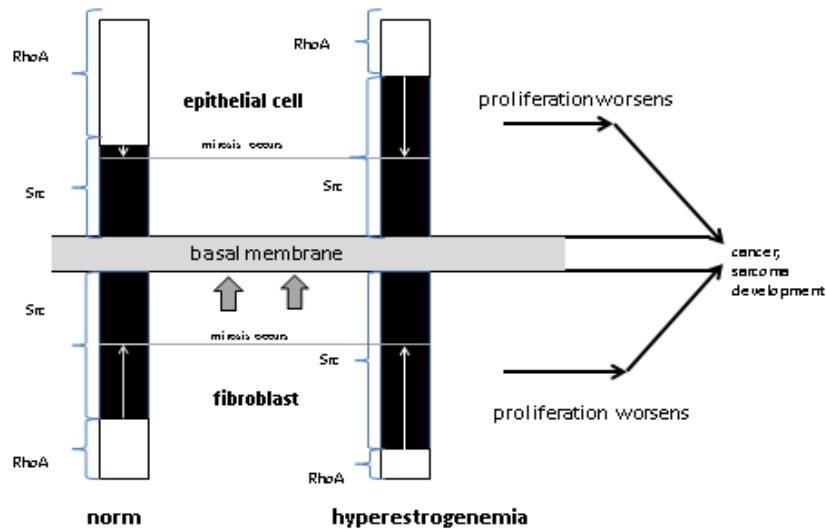 RhoA
RhoA
epithelial cell
proliferation worsens
mitosis occurs
Src
Src
basal membrane
cancer,
sarcoma
development
Src
mitosis occurs
Src
fibroblast
proliferation worsens
RhoA
RhoA
norm
hyperestrogenemia